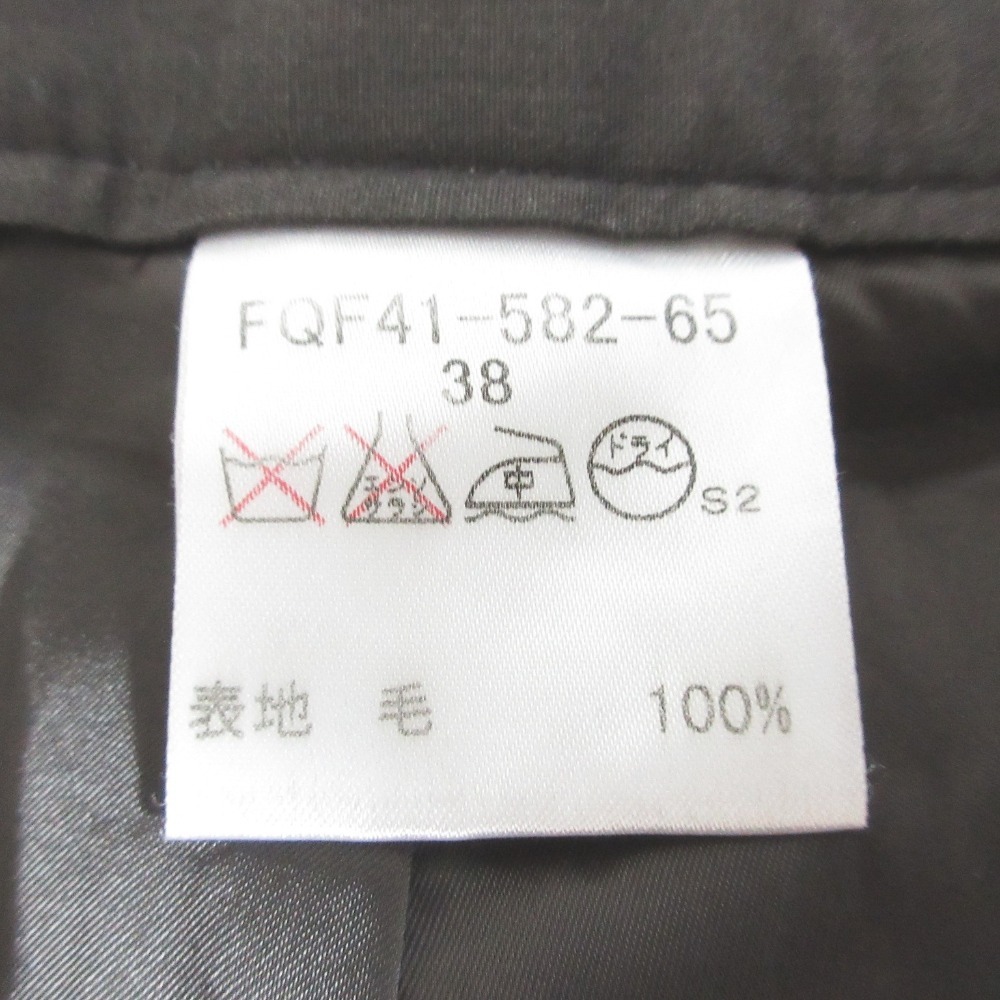 FQF41-582-65
38
エンソ
サラシ
中
ドライ
S2
表地 毛 100%